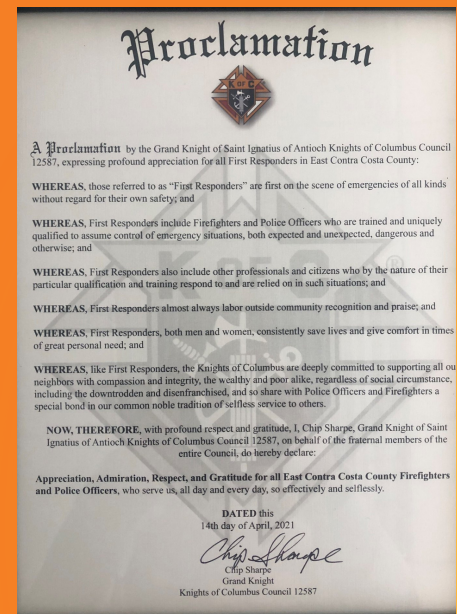 Proclamation
K OF C
A Proclamation by the Grand Knight of Saint Ignatius of Antioch Knights of Columbus Council
12587, expressing profound appreciation for all First Responders in East Contra Costa County:
WHEREAS, those referred to as “First Responders” are first on the scene of emergencies of all kinds
without regard for their own safety; and
WHEREAS, First Responders include Firefighters and Police Officers who are trained and uniquely
qualified to assume control of emergency situations, both expected and unexpected, dangerous and
otherwise; and
WHEREAS, First Responders also include other professionals and citizens who by the nature of their
particular qualification and training respond to and are relied on in such situations; and
WHEREAS, First Responders almost always labor outside community recognition and praise; and
WHEREAS, First Responders, both men and women, consistently save lives and give comfort in times
of great personal need; and
WHEREAS, like First Responders, the Knights of Columbus are deeply committed to supporting all ou
neighbors with compassion and integrity, the wealthy and poor alike, regardless of social circumstance,
including the downtrodden and disenfranchised, and so share with Police Officers and Firefighters a
special bond in our common noble tradition of selfless service to others.
NOW, THEREFORE, with profound respect and gratitude, I, Chip Sharpe, Grand Knight of Saint
Ignatius of Antioch Knights of Columbus Council 12587, on behalf of the fraternal members of the
entire Council, do hereby declare:
Appreciation, Admiration, Respect, and Gratitude for all East Contra Costa County Firefighters
and Police Officers, who serve us, all day and every day, so effectively and selflessly.
DATED this
14th day of April, 2021
Chip Sharpe
Chip Sharpe
Grand Knight
Knights of Columbus Council 12587